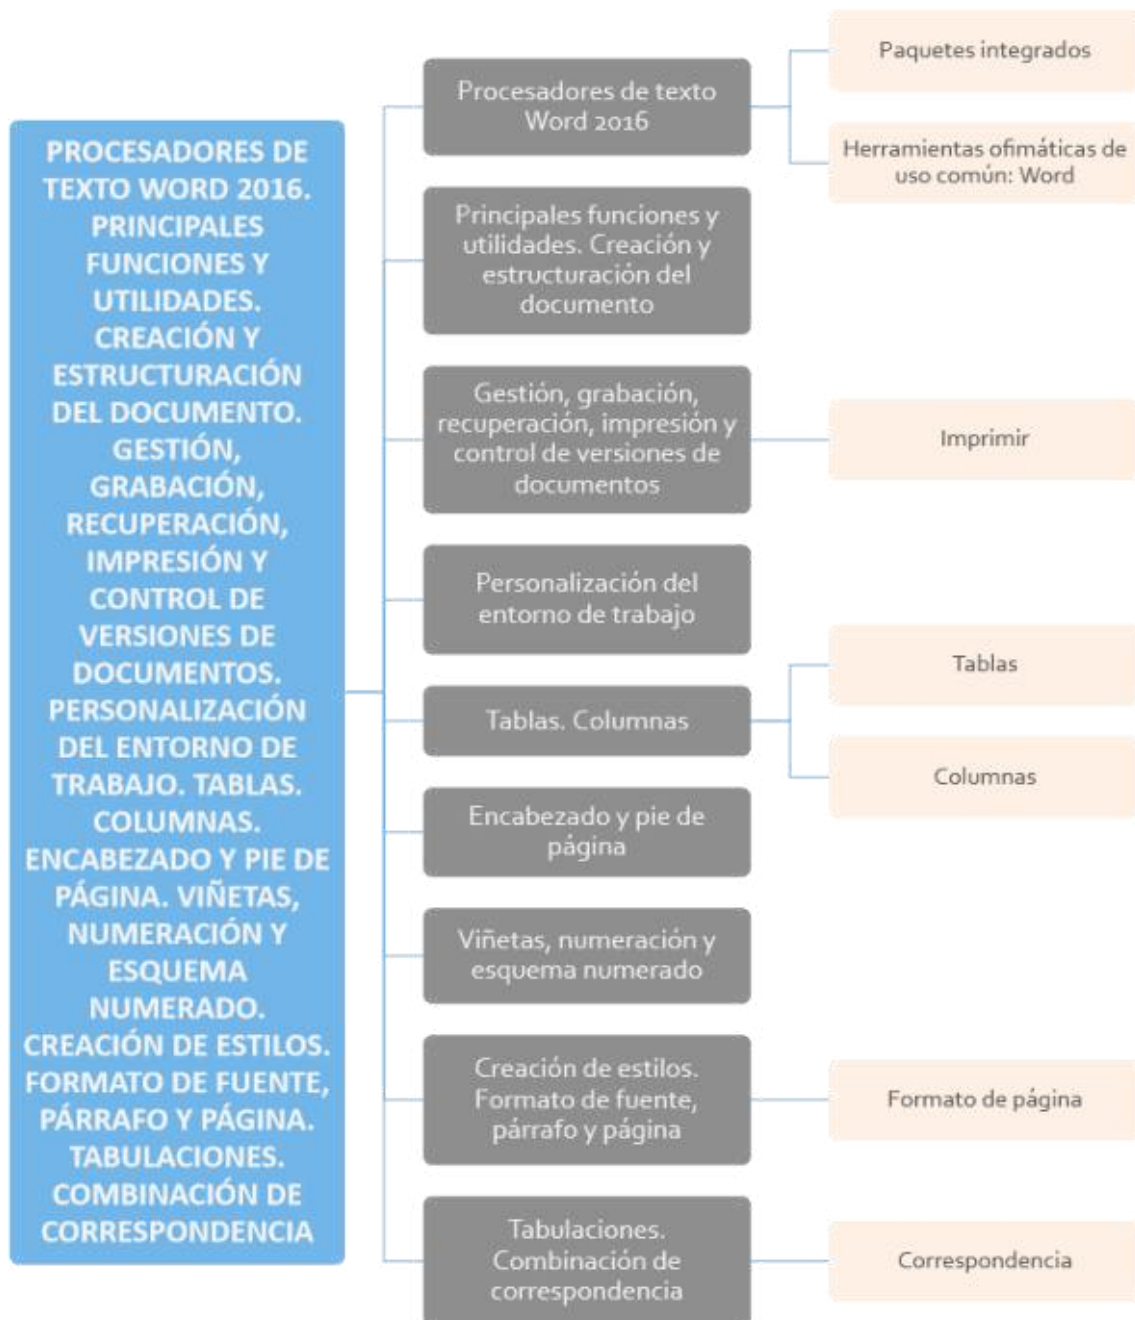 PROCESADORES DE
TEXTO WORD 2016.
PRINCIPALES
FUNCIONES Y
UTILIDADES.
CREACIÓN Y
ESTRUCTURACIÓN
DEL DOCUMENTO.
GESTIÓN,
GRABACIÓN,
RECUPERACIÓN,
IMPRESIÓN Y
CONTROL DE
VERSIONES DE
DOCUMENTOS.
PERSONALIZACIÓN
DEL ENTORNO DE
TRABAJO. TABLAS.
COLUMNAS.
ENCABEZADO Y PIE DE
PÁGINA. VIÑETAS,
NUMERACIÓN Y
ESQUEMA
NUMERADO.
CREACIÓN DE ESTILOS.
FORMATO DE FUENTE,
PÁRRAFO Y PÁGINA.
TABULACIONES.
COMBINACIÓN DE
CORRESPONDENCIA
Procesadores de texto
Word 2016
Paquetes integrados
Herramientas ofimáticas de
uso común: Word
Principales funciones y
utilidades. Creación y
estructuración del
documento
Gestión, grabación,
recuperación, impresión y
control de versiones de
documentos
Imprimir
Personalización del
entorno de trabajo
Tablas. Columnas
Tablas
Columnas
Encabezado y pie de
página
Viñetas, numeración y
esquema numerado
Creación de estilos.
Formato de fuente,
párrafo y página
Formato de página
Tabulaciones.
Combinación de
correspondencia
Correspondencia